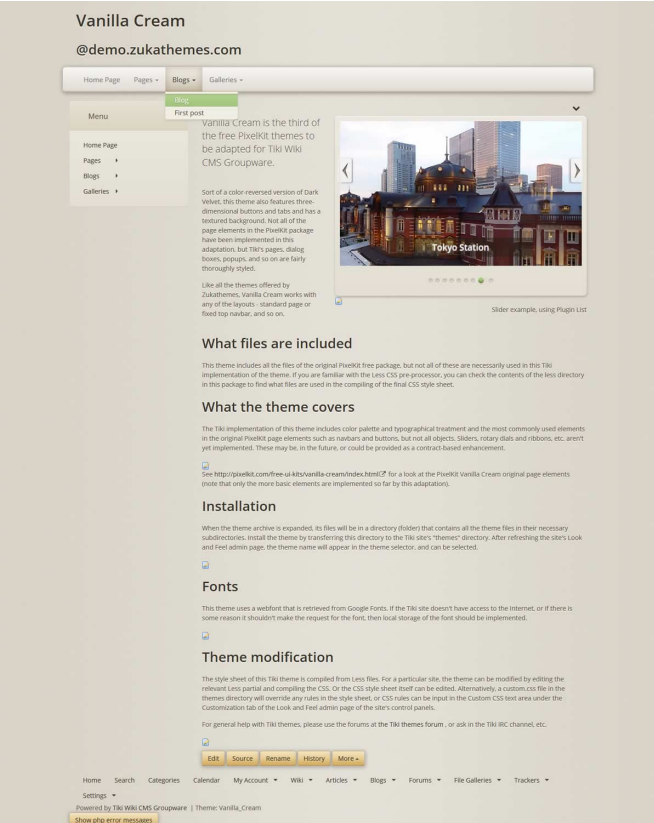 Vanilla Cream
@demo.zukathemes.com
Home Page Pages Blogs Galleries
Blog
First post
Menu
Home Page
Pages
Blogs
Galleries
Vanilla Cream is the third of
the free PixelKit themes to
be adapted for Tiki Wiki
CMS Groupware.
Sort of a color-reversed version of Dark
Velvet, this theme also features three-
dimensional buttons and tabs and has a
textured background. Not all of the
page elements in the PixelKit package
have been implemented in this
adaptation, but Tiki's pages, dialog
boxes, popups, and so on are fairly
thoroughly styled.
Like all the themes offered by
Zukathemes, Vanilla Cream works with
any of the layouts - standard page or
fixed top navbar, and so on.
Tokyo Station
Slider example, using Plugin List
What files are included
This theme includes all the files of the original PixelKit free package, but not all of these are necessarily used in this Tiki
implementation of the theme. If you are familiar with the Less CSS pre-processor, you can check the contents of the less directory
in this package to find what files are used in the compiling of the final CSS style sheet.
What the theme covers
The Tiki implementation of this theme includes color palette and typographical treatment and the most commonly used elements
in the original PixelKit page elements such as navbars and buttons, but not all objects. Sliders, rotary dials and ribbons, etc. aren't
yet implemented. These may be, in the future, or could be provided as a contract-based enhancement.
See http://pixelkit.com/free-ui-kits/vanilla-cream/index.html for a look at the PixelKit Vanilla Cream original page elements
(note that only the more basic elements are implemented so far by this adaptation).
Installation
When the theme archive is expanded, its files will be in a directory (folder) that contains all the theme files in their necessary
subdirectories. Install the theme by transferring this directory to the Tiki site's "themes" directory. After refreshing the site's Look
and Feel admin page, the theme name will appear in the theme selector, and can be selected.
Fonts
This theme uses a webfont that is retrieved from Google Fonts. If the Tiki site doesn't have access to the Internet, or if there is
some reason it shouldn't make the request for the font, then local storage of the font should be implemented.
Theme modification
The style sheet of this Tiki theme is compiled from Less files. For a particular site, the theme can be modified by editing the
relevant Less partial and compiling the CSS. Or the CSS style sheet itself can be edited. Alternatively, a custom.css file in the
themes directory will override any rules in the style sheet, or CSS rules can be input in the Custom CSS text area under the
Customization tab of the Look and Feel admin page of the site's control panels.
For general help with Tiki themes, please use the forums at the Tiki themes forum , or ask in the Tiki IRC channel, etc.
Edit Source Rename History More
Home Search Categories Calendar My Account Wiki Articles Blogs Forums File Galleries Trackers
Settings
Powered by Tiki Wiki CMS Groupware | Theme: Vanilla_Cream
Show php error messages